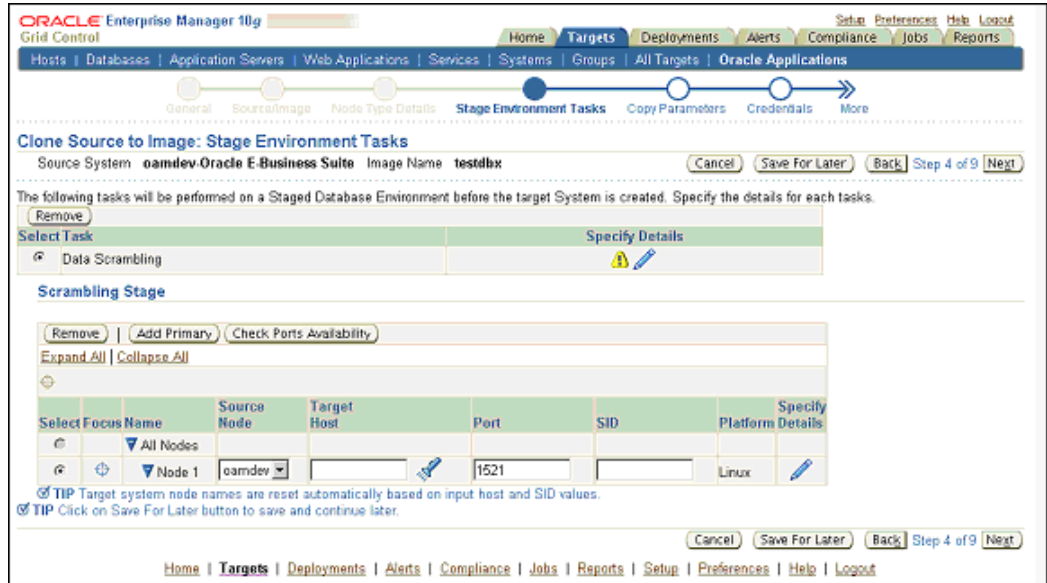 ORACLE Enterprise Manager 10g
Setup Preferences Help Logout
Grid Control
Home Targets Deployments Alerts Compliance Jobs Reports
Hosts | Databases | Application Servers | Web Applications | Services | Systems | Groups | All Targets | Oracle Applications
General Source/Image Node Type Details Stage Environment Tasks Copy Parameters Credentials More
Clone Source to Image: Stage Environment Tasks
Source System oamdev-Oracle E-Business Suite Image Name testdbx
Cancel Save For Later Back Step 4 of 9 Next
The following tasks will be performed on a Staged Database Environment before the target System is created. Specify the details for each tasks.
Remove
Select Task Specify Details
Data Scrambling
Scrambling Stage
Remove | Add Primary Check Ports Availability
Expand All | Collapse All
Select Focus Name Source Node Target Host Port SID Platform Specify Details
All Nodes
Node 1 oamdev 1521 Linux
TIP Target system node names are reset automatically based on input host and SID values.
TIP Click on Save For Later button to save and continue later.
Cancel Save For Later Back Step 4 of 9 Next
Home | Targets | Deployments | Alerts | Compliance | Jobs | Reports | Setup | Preferences | Help | Logout